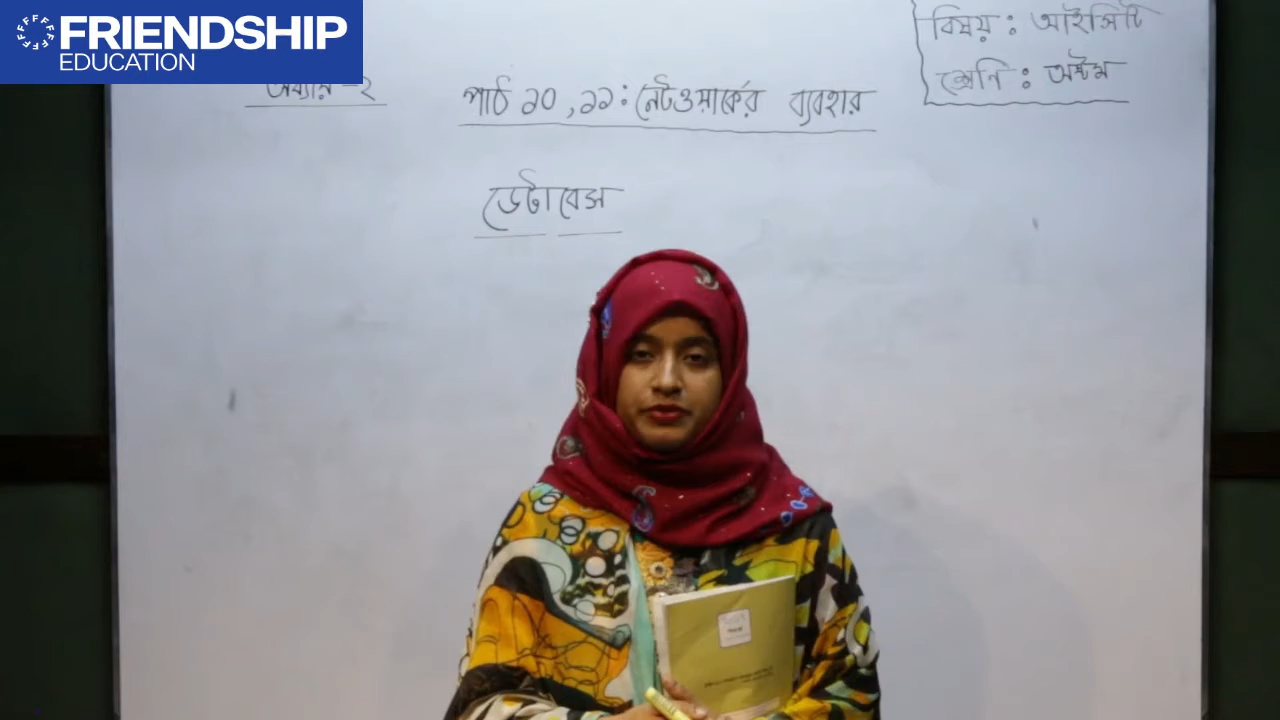 FRIENDSHIP
EDUCATION
বিষয় : আইসিটি
শ্রেণি : অষ্টম
অধ্যায় - ২
পাঠ ১০, ১১ : নেটওয়ার্কের ব্যবহার
ডেটাবেস